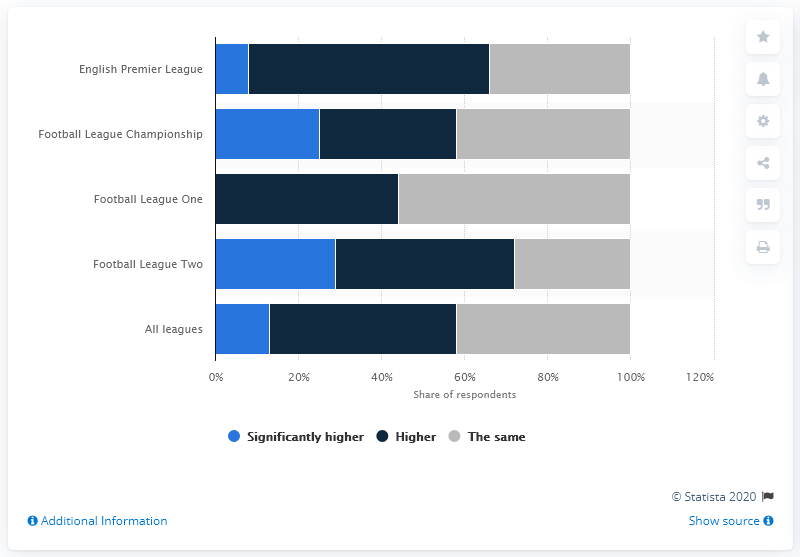 English Premier League
Football League Championship
Football League One
Football League Two
All leagues
0% 20% 40% 60% 80% 100% 120%
Share of respondents
Significantly higher Higher The same
© Statista 2020
Additional Information Show source